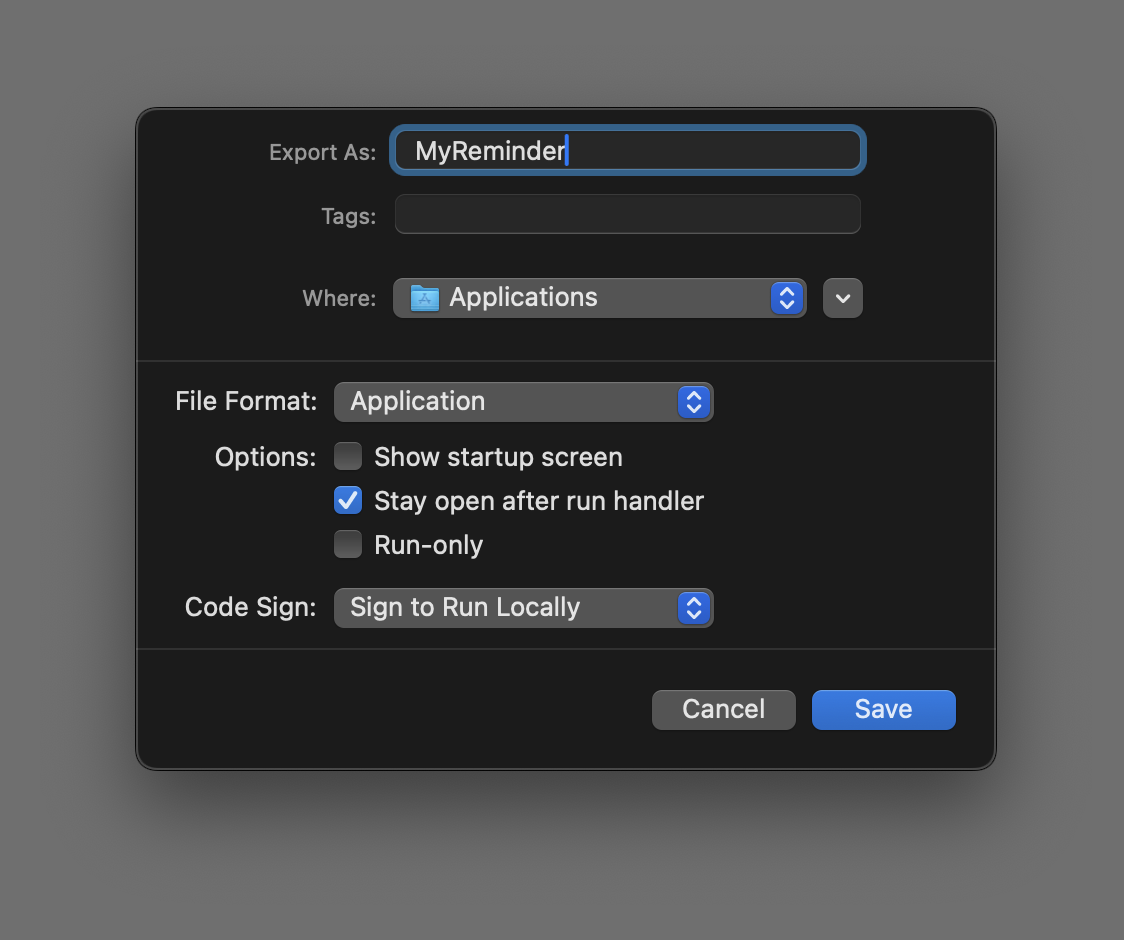 Export As: MyReminder
Tags:
Where: Applications
File Format: Application
Options: Show startup screen
Stay open after run handler
Run-only
Code Sign: Sign to Run Locally
Cancel Save